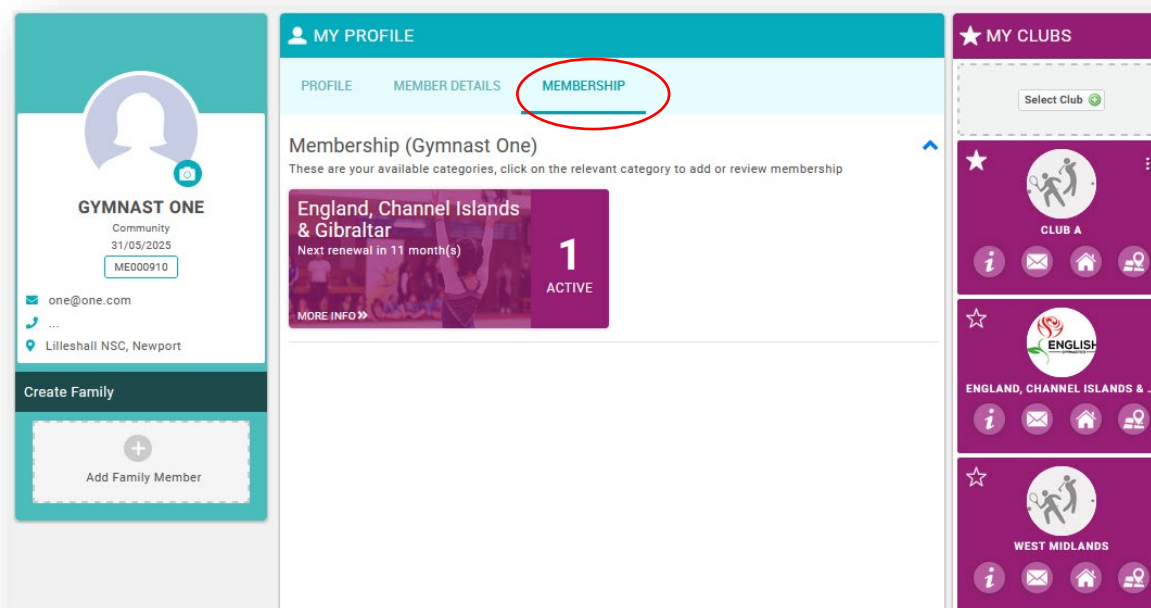 GYMNAST ONE
Community
31/05/2025
ME000910
one@one.com
...
Lilleshall NSC, Newport
Create Family
Add Family Member
MY PROFILE
PROFILE MEMBER DETAILS MEMBERSHIP
Membership (Gymnast One)
These are your available categories, click on the relevant category to add or review membership
England, Channel Islands
& Gibraltar
Next renewal in 11 month(s)
MORE INFO»
1
ACTIVE
MY CLUBS
Select Club
CLUB A
ENGLISH
ENGLAND, CHANNEL ISLANDS & ..
WEST MIDLANDS